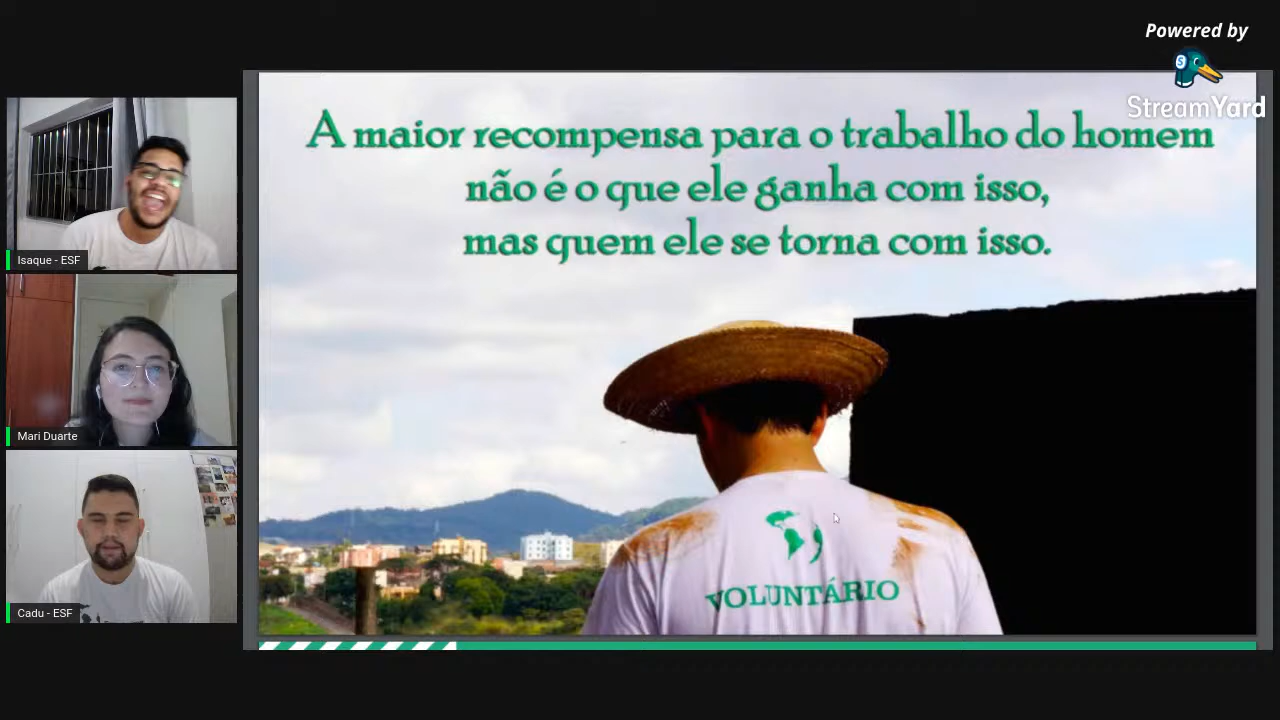 Powered by
StreamYard
A maior recompensa para o trabalho do homem
não é o que ele ganha com isso,
mas quem ele se torna com isso.
VOLUNTÁRIO
Isaque - ESF
Mari Duarte
Cadu - ESF